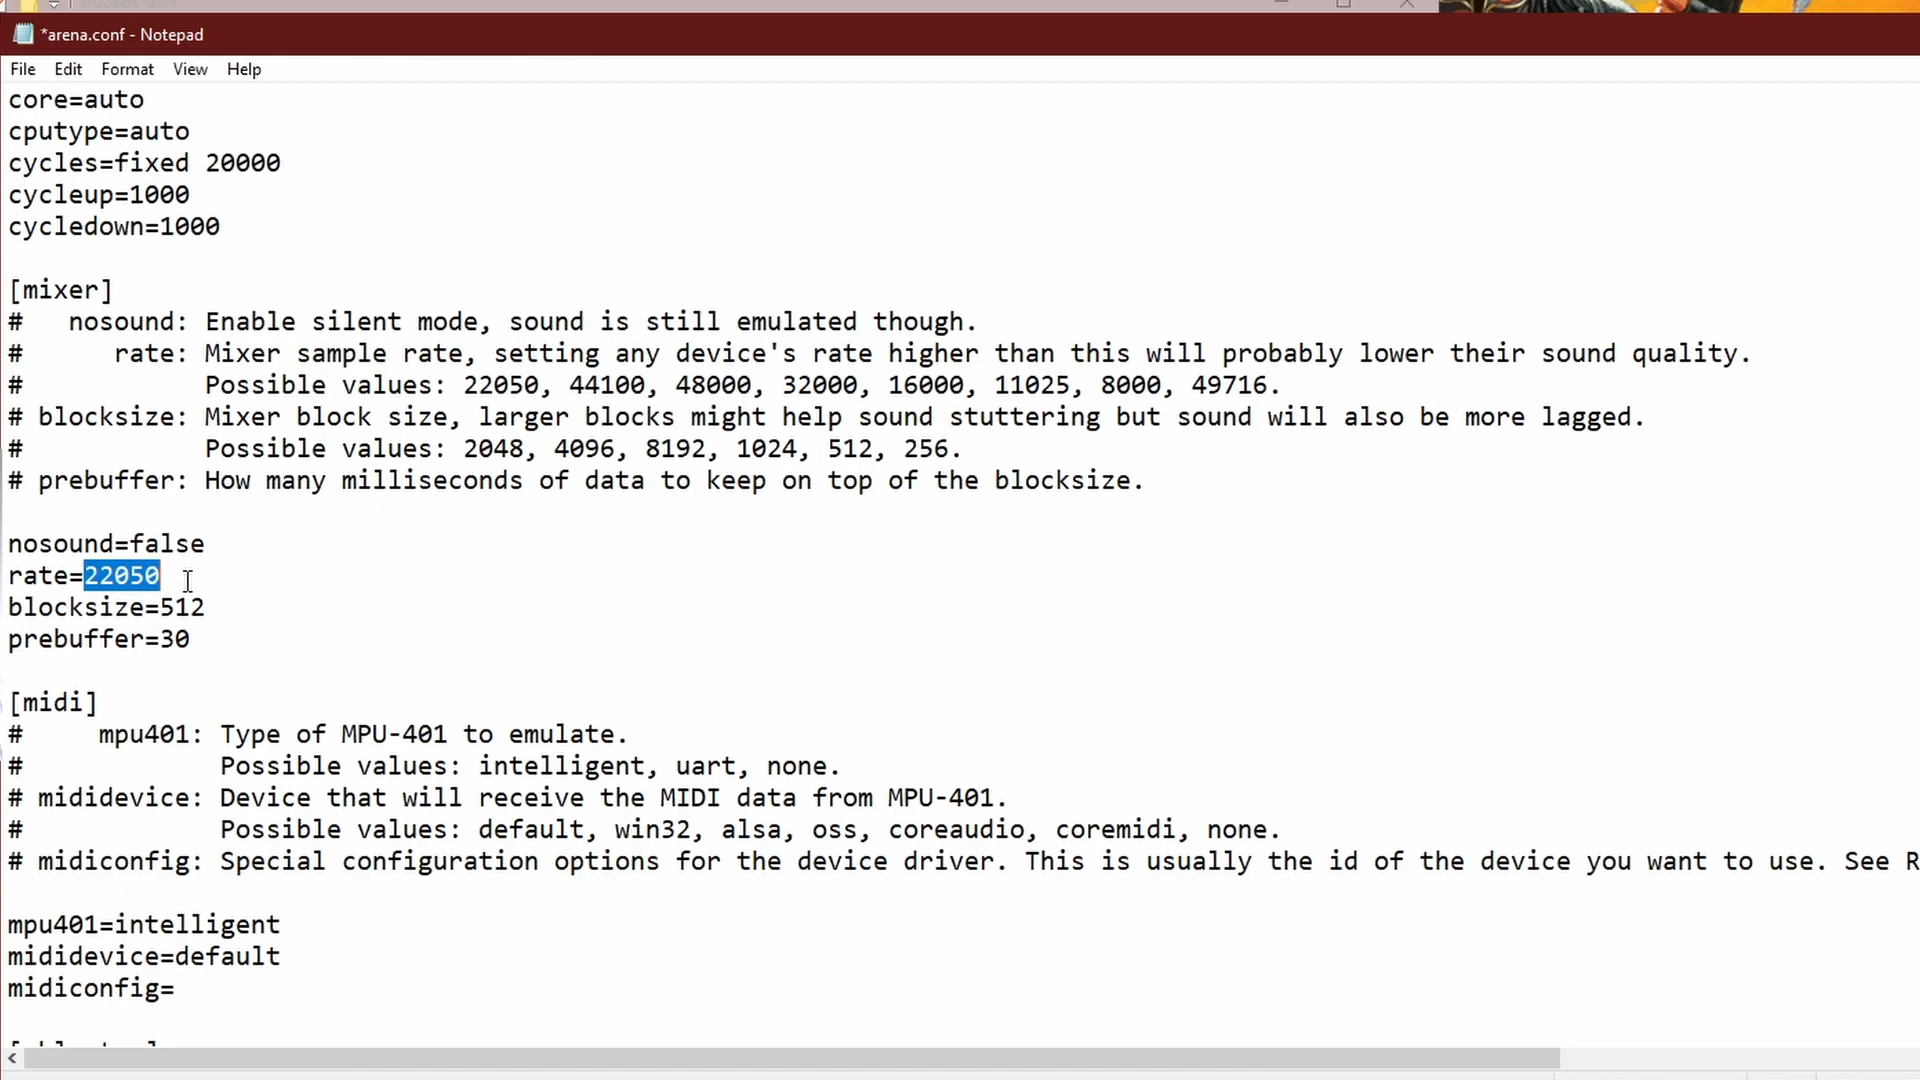 *arena.conf - Notepad
File Edit Format View Help
core=auto
cputype=auto
cycles=fixed 20000
cycleup=1000
cycledown=1000
[mixer]
#   nosound: Enable silent mode, sound is still emulated though.
#      rate: Mixer sample rate, setting any device's rate higher than this will probably lower their sound quality.
#            Possible values: 22050, 44100, 48000, 32000, 16000, 11025, 8000, 49716.
# blocksize: Mixer block size, larger blocks might help sound stuttering but sound will also be more lagged.
#            Possible values: 2048, 4096, 8192, 1024, 512, 256.
# prebuffer: How many milliseconds of data to keep on top of the blocksize.
nosound=false
rate=22050
blocksize=512
prebuffer=30
[midi]
#     mpu401: Type of MPU-401 to emulate.
#             Possible values: intelligent, uart, none.
# mididevice: Device that will receive the MIDI data from MPU-401.
#             Possible values: default, win32, alsa, oss, coreaudio, coremidi, none.
# midiconfig: Special configuration options for the device driver. This is usually the id of the device you want to use. See R
mpu401=intelligent
mididevice=default
midiconfig=